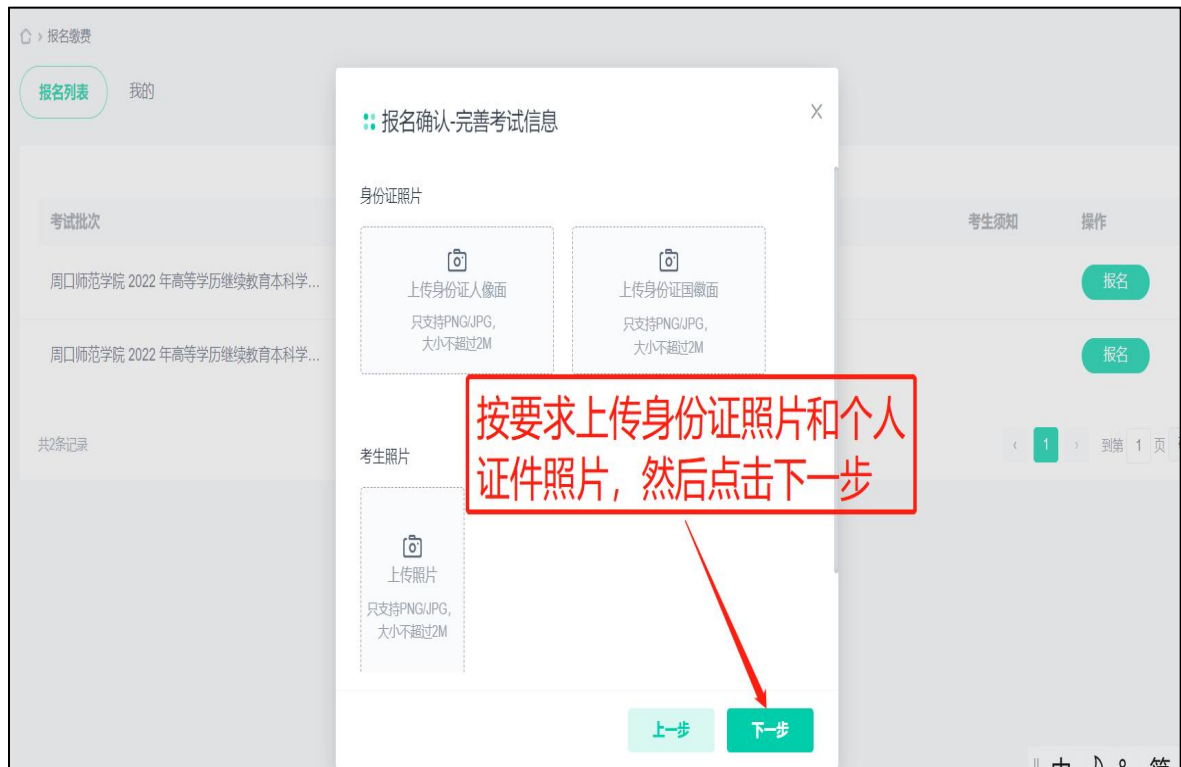 报名缴费
报名列表 我的
报名确认-完善考试信息
身份证照片
考试批次 考生须知 操作
上传身份证人像面 上传身份证国徽面
只支持PNG/JPG, 只支持PNG/JPG,
大小不超过2M 大小不超过2M
周口师范学院 2022 年高等学历继续教育本科学... 报名
周口师范学院 2022 年高等学历继续教育本科学... 报名
按要求上传身份证照片和个人
证件照片，然后点击下一步
共2条记录 1 到第 1 页
考生照片
上传照片
只支持PNG/JPG,
大小不超过2M
上一步 下一步